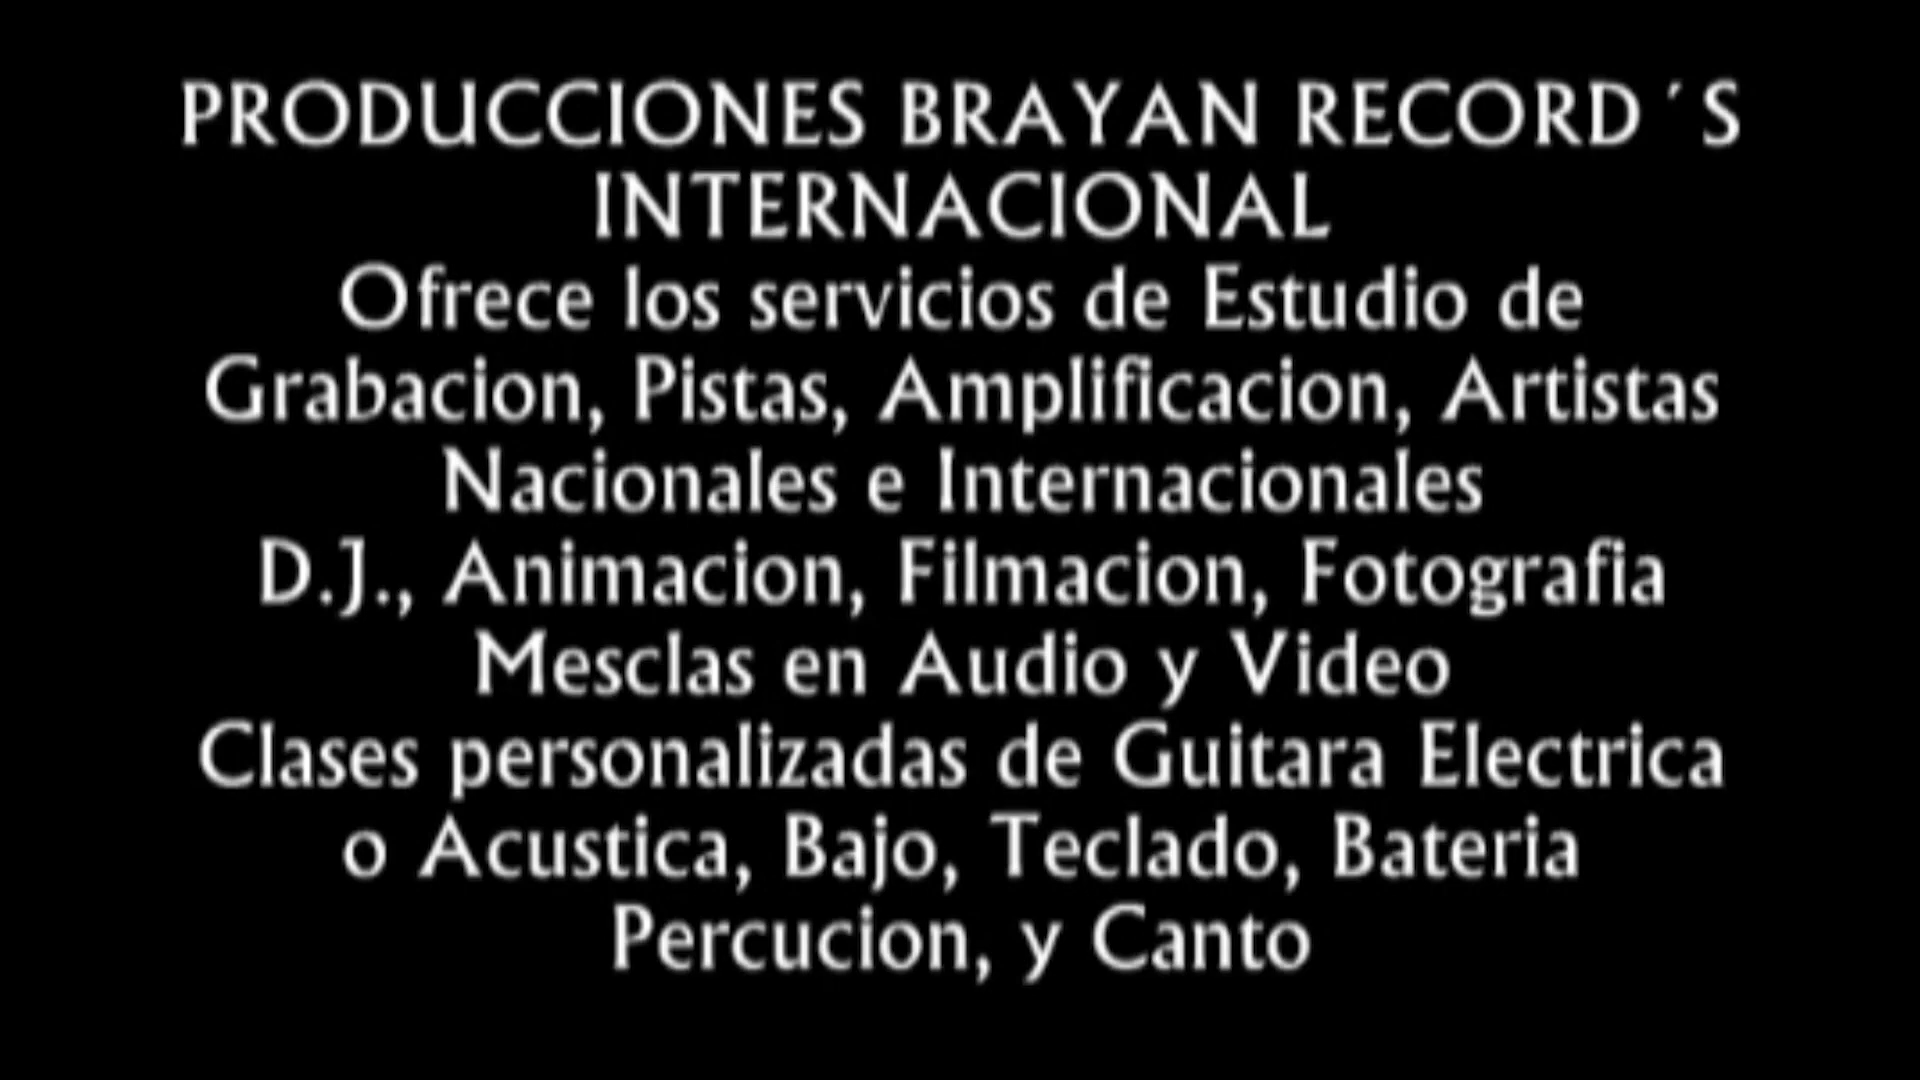 PRODUCCIONES BRAYAN RECORD´S
INTERNACIONAL
Ofrece los servicios de Estudio de
Grabacion, Pistas, Amplificacion, Artistas
Nacionales e Internacionales
D.J., Animacion, Filmacion, Fotografia
Mesclas en Audio y Video
Clases personalizadas de Guitara Electrica
o Acustica, Bajo, Teclado, Bateria
Percucion, y Canto